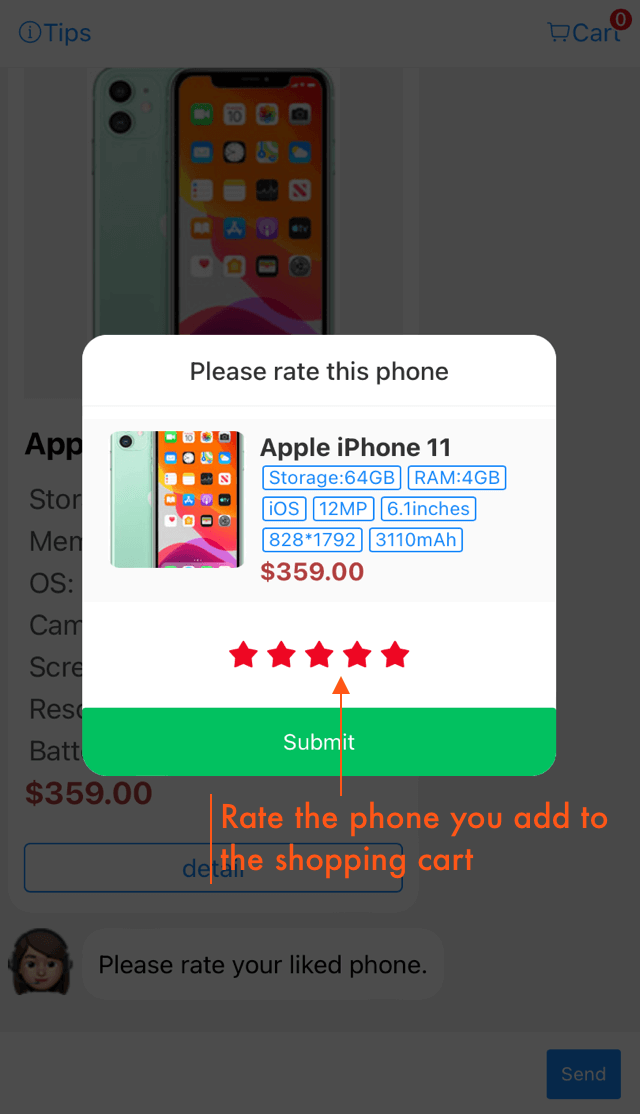 Tips
Cart
0
Please rate this phone
Apple iPhone 11
Storage:64GB RAM:4GB
iOS 12MP 6.1inches
828*1792 3110mAh
$359.00
Submit
App
Stor
Mem
OS:
Cam
Scre
Reso
Batt
$359.00
Rate the phone you add to
the shopping cart
detail
Please rate your liked phone.
Send